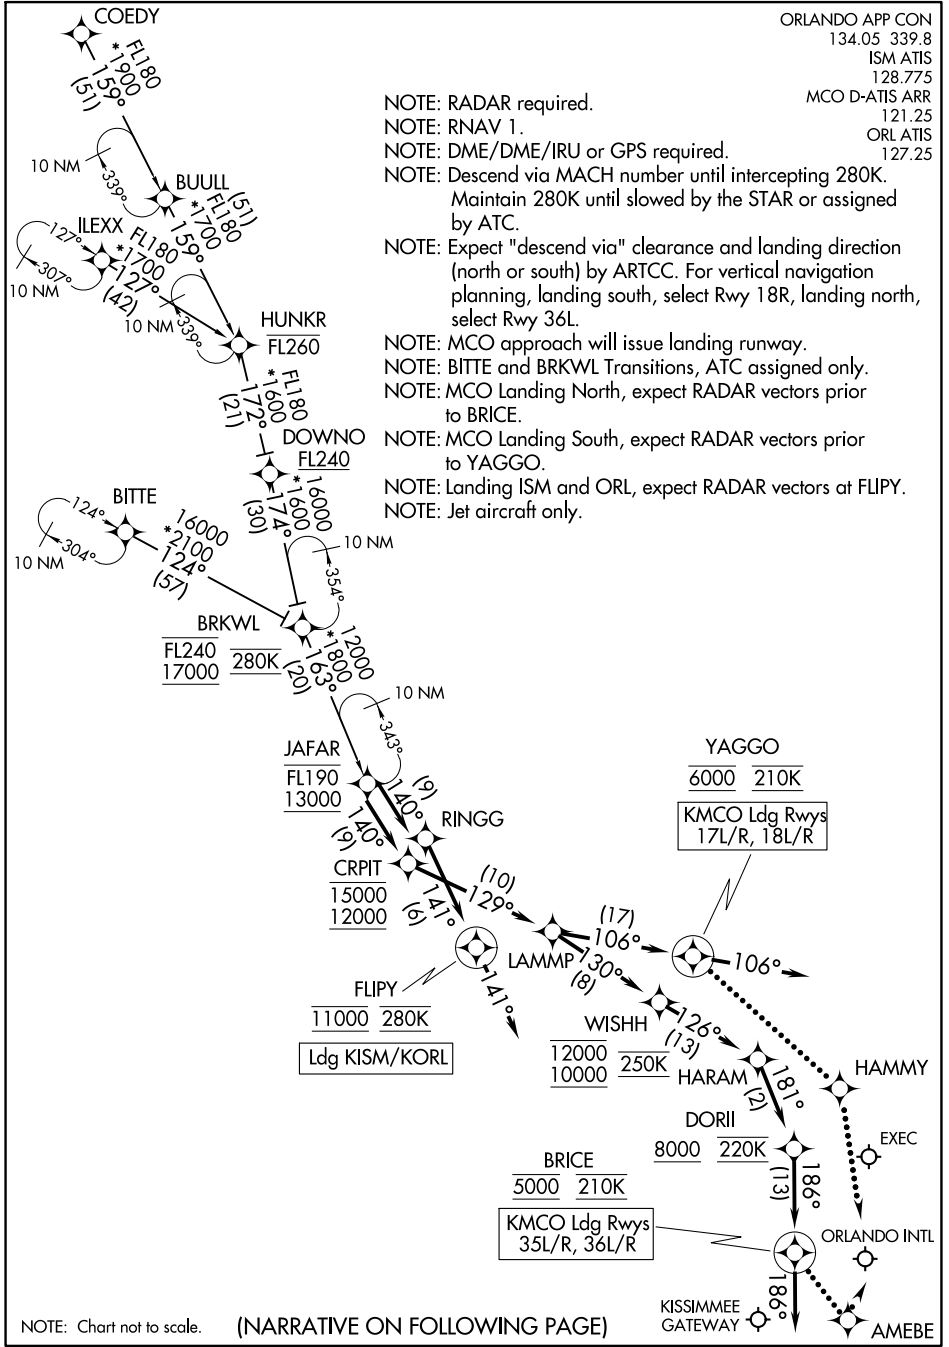 COEDY
FL180
*1900
159°
(51)
ORLANDO APP CON
134.05 339.8
ISM ATIS
128.775
MCO D-ATIS ARR
121.25
ORL ATIS
127.25
NOTE: RADAR required.
NOTE: RNAV 1.
NOTE: DME/DME/IRU or GPS required.
NOTE: Descend via MACH number until intercepting 280K.
Maintain 280K until slowed by the STAR or assigned
by ATC.
NOTE: Expect "descend via" clearance and landing direction
(north or south) by ARTCC. For vertical navigation
planning, landing south, select Rwy 18R, landing north,
select Rwy 36L.
NOTE: MCO approach will issue landing runway.
NOTE: BITTE and BRKWL Transitions, ATC assigned only.
NOTE: MCO Landing North, expect RADAR vectors prior
to BRICE.
NOTE: MCO Landing South, expect RADAR vectors prior
to YAGGO.
NOTE: Landing ISM and ORL, expect RADAR vectors at FLIPY.
NOTE: Jet aircraft only.
10 NM
339°
BUULL
(51)
FL180
*1700
159°
ILEXX
127°
307°
10 NM
FL180
*1700
127°
(42)
10 NM
339°
HUNKR
FL260
FL180
*1600
172°
(21)
DOWNO
FL240
16000
*1600
174°
(30)
BITTE
124°
304°
10 NM
16000
*2100
124°
(57)
10 NM
354°
BRKWL
FL240
17000
280K
12000
*1800
163°
(20)
10 NM
343°
JAFAR
FL190
13000
(9)
140°
140°
(9)
RINGG
CRPIT
15000
12000
141°
(6)
(10)
129°
LAMMP
(17)
106°
130°
(8)
YAGGO
6000 210K
KMCO Ldg Rwys
17L/R, 18L/R
106°
FLIPY
11000 280K
Ldg KISM/KORL
141°
WISHH
12000
10000
250K
126°
(13)
HARAM
181°
(2)
HAMMY
DORII
8000 220K
EXEC
186°
(13)
BRICE
5000 210K
KMCO Ldg Rwys
35L/R, 36L/R
ORLANDO INTL
186°
KISSIMMEE
GATEWAY
AMEBE
NOTE: Chart not to scale.
(NARRATIVE ON FOLLOWING PAGE)